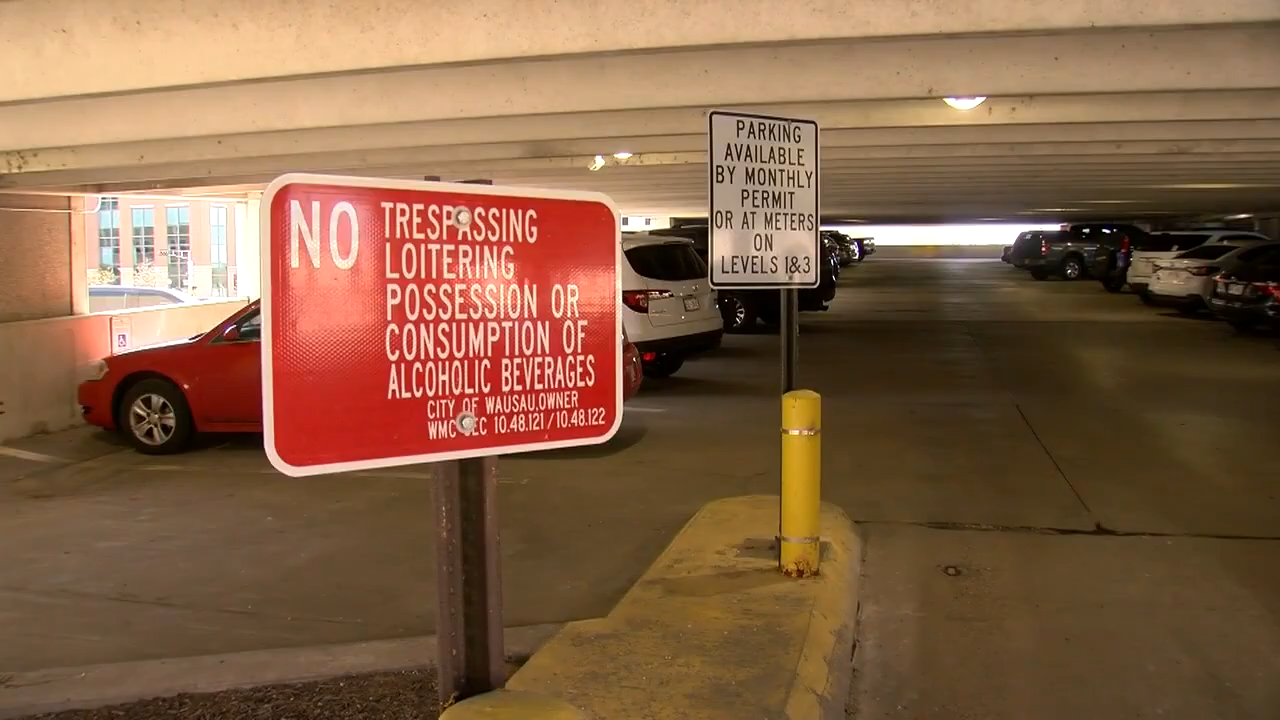 NO TRESPASSING
LOITERING
POSSESSION OR
CONSUMPTION OF
ALCOHOLIC BEVERAGES
CITY OF WAUSAU,OWNER
WMC SEC 10.48.121 / 10.48.122
PARKING
AVAILABLE
BY MONTHLY
PERMIT
OR AT METERS
ON
LEVELS 1&3